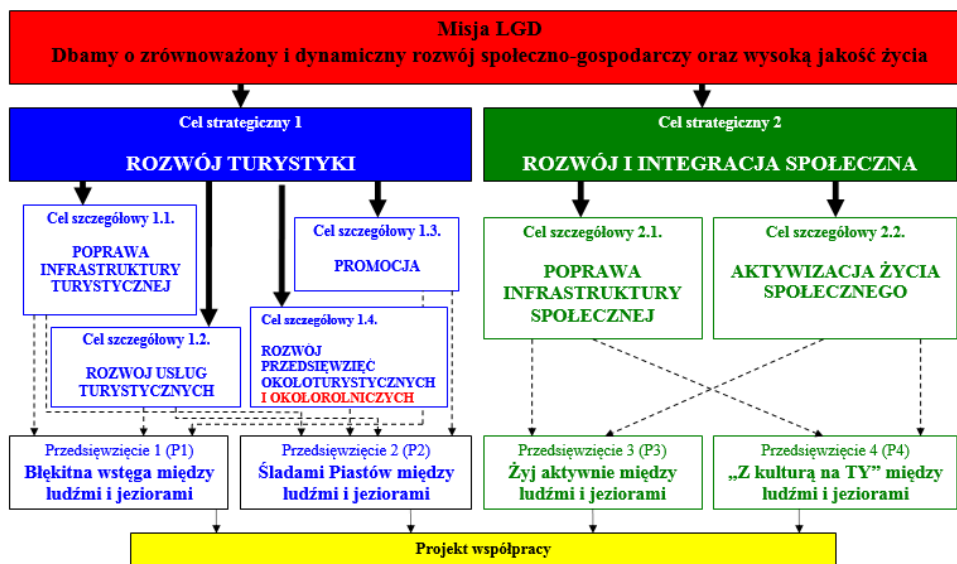 Misja LGD
Dbamy o zrównoważony i dynamiczny rozwój społeczno-gospodarczy oraz wysoką jakość życia
Cel strategiczny 1
ROZWÓJ TURYSTYKI
Cel strategiczny 2
ROZWÓJ I INTEGRACJA SPOŁECZNA
Cel szczegółowy 1.1.
POPRAWA
INFRASTRUKTURY
TURYSTYCZNEJ
Cel szczegółowy 1.2.
ROZWOJ USŁUG
TURYSTYCZNYCH
Cel szczegółowy 1.3.
PROMOCJA
Cel szczegółowy 1.4.
ROZWÓJ
PRZEDSIĘWZIĘĆ
OKOŁOTURYSTYCZNYCH
I OKOŁOROLNICZYCH
Cel szczegółowy 2.1.
POPRAWA
INFRASTRUKTURY
SPOŁECZNEJ
Cel szczegółowy 2.2.
AKTYWIZACJA ŻYCIA
SPOŁECZNEGO
Przedsięwzięcie 1 (P1)
Błękitna wstęga między
ludźmi i jeziorami
Przedsięwzięcie 2 (P2)
Śladami Piastów między
ludźmi i jeziorami
Przedsięwzięcie 3 (P3)
Żyj aktywnie między
ludźmi i jeziorami
Przedsięwzięcie 4 (P4)
„Z kulturą na TY” między
ludźmi i jeziorami
Projekt współpracy